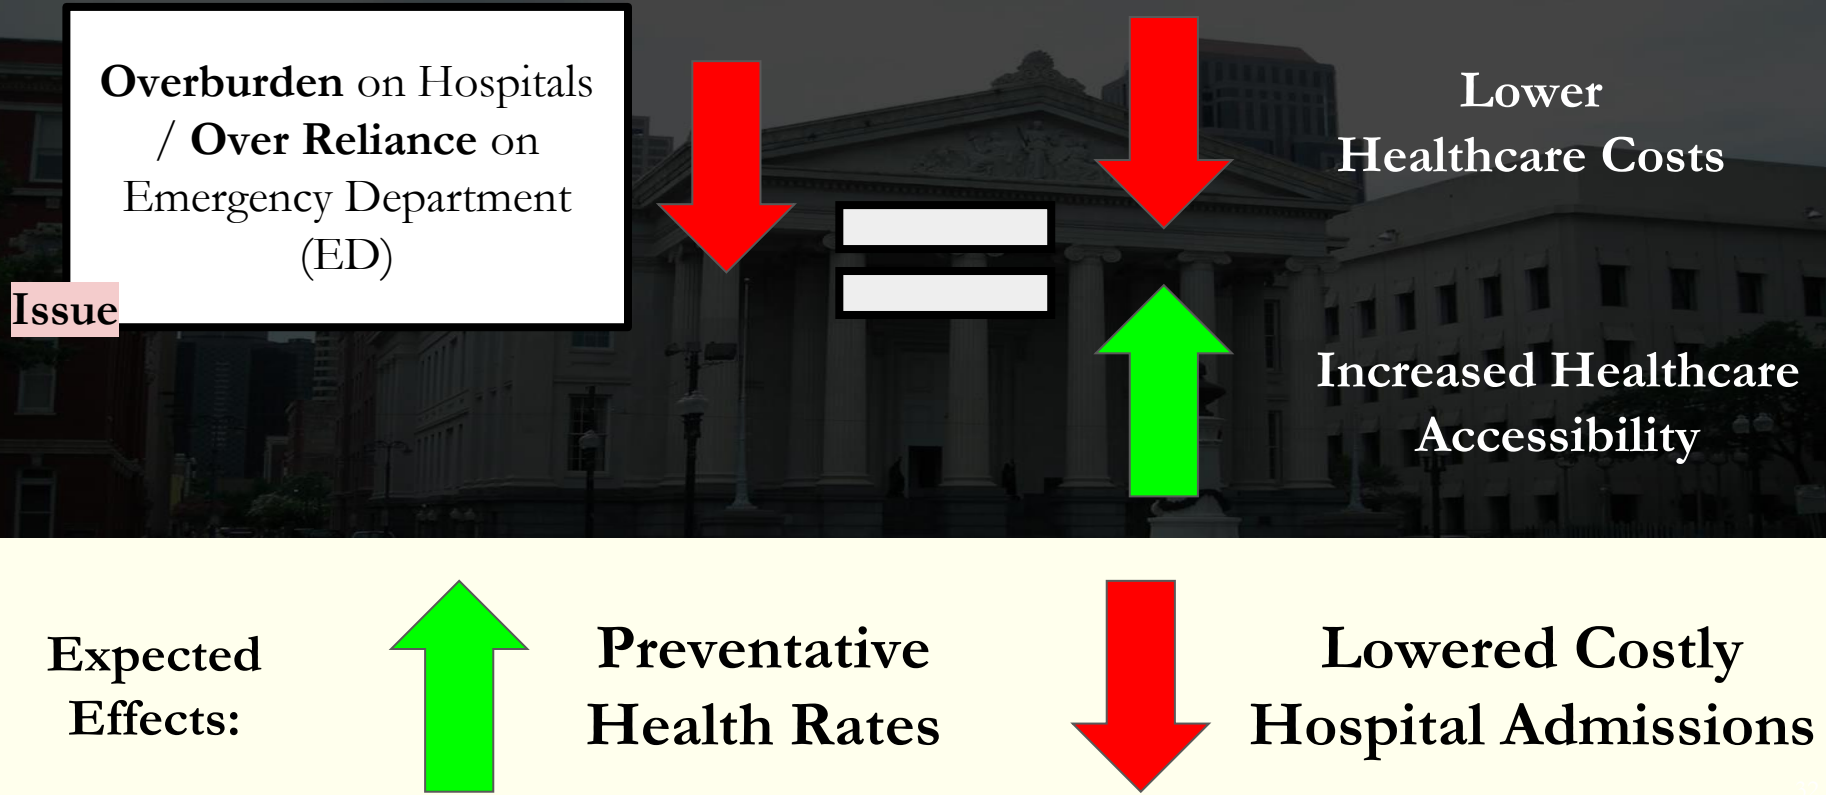 Overburden on Hospitals
/ Over Reliance on
Emergency Department
(ED)
Issue
Lower
Healthcare Costs
Increased Healthcare
Accessibility
Expected
Effects:
Preventative
Health Rates
Lowered Costly
Hospital Admissions